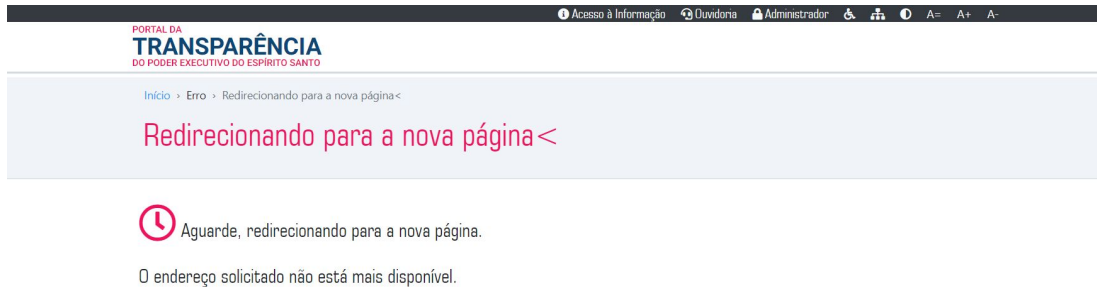 Acesso à Informação Ouvidoria Administrador A= A+ A-
PORTAL DA
TRANSPARÊNCIA
DO PODER EXECUTIVO DO ESPÍRITO SANTO
Início › Erro › Redirecionando para a nova página<
Redirecionando para a nova página<
Aguarde, redirecionando para a nova página.
O endereço solicitado não está mais disponível.